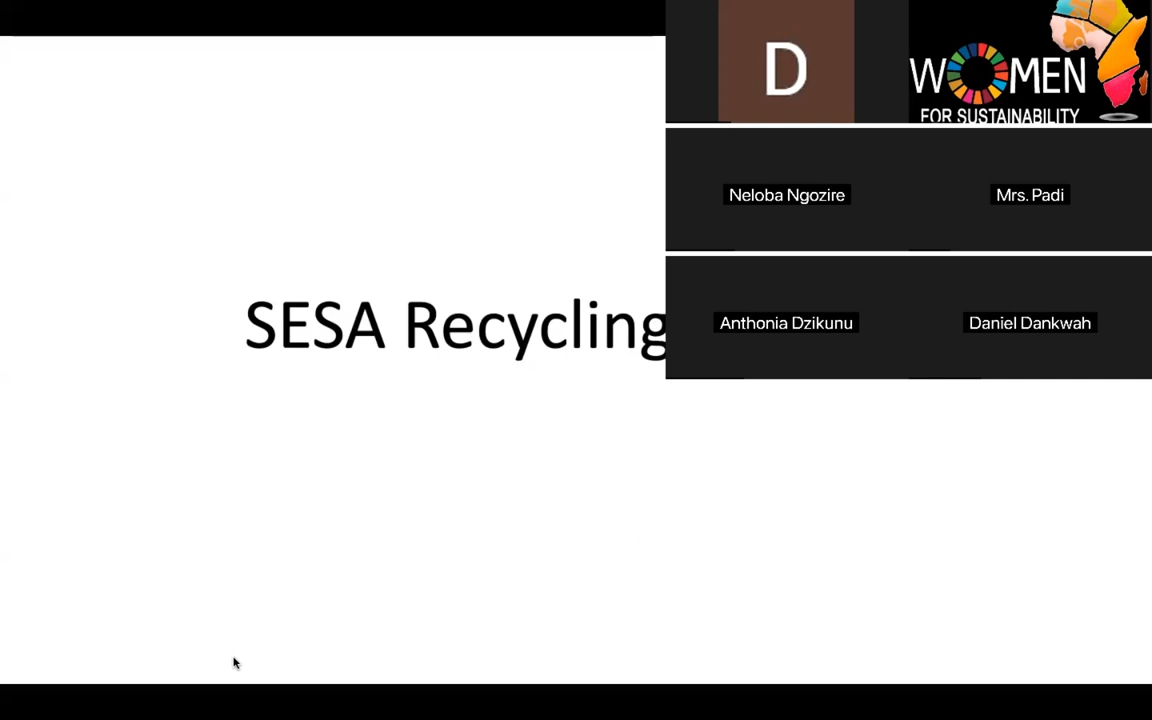 D
WOMEN
FOR SUSTAINABILITY
Neloba Ngozire
Mrs. Padi
Anthonia Dzikunu
Daniel Dankwah
SESA Recycling